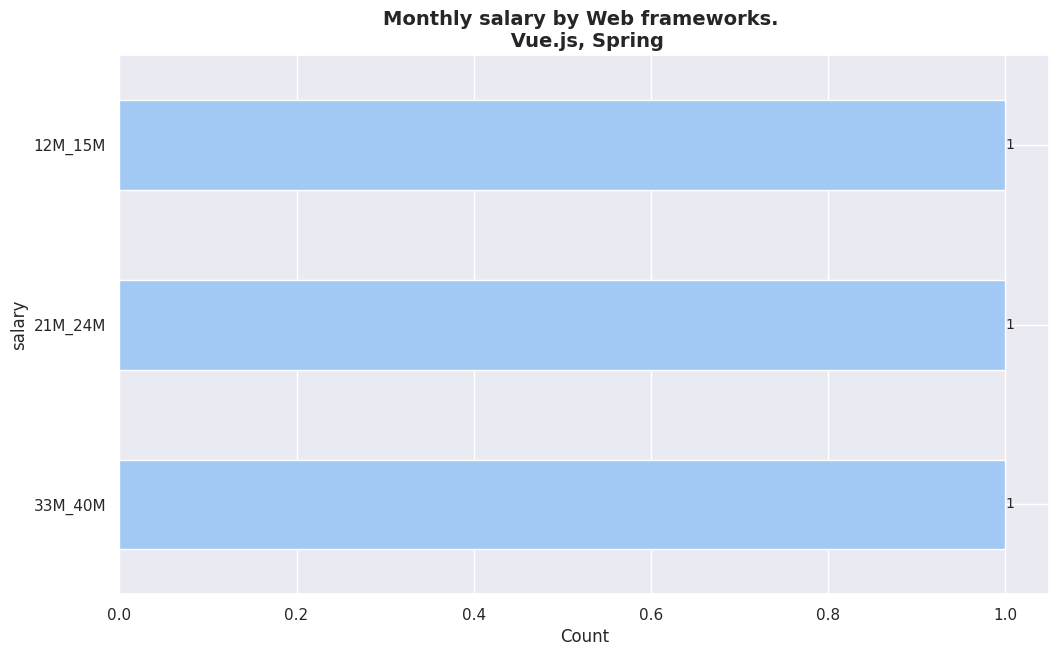 Monthly salary by Web frameworks.
Vue.js, Spring
12M_15M
1
21M_24M
1
33M_40M
1
salary
0.0 0.2 0.4 0.6 0.8 1.0
Count